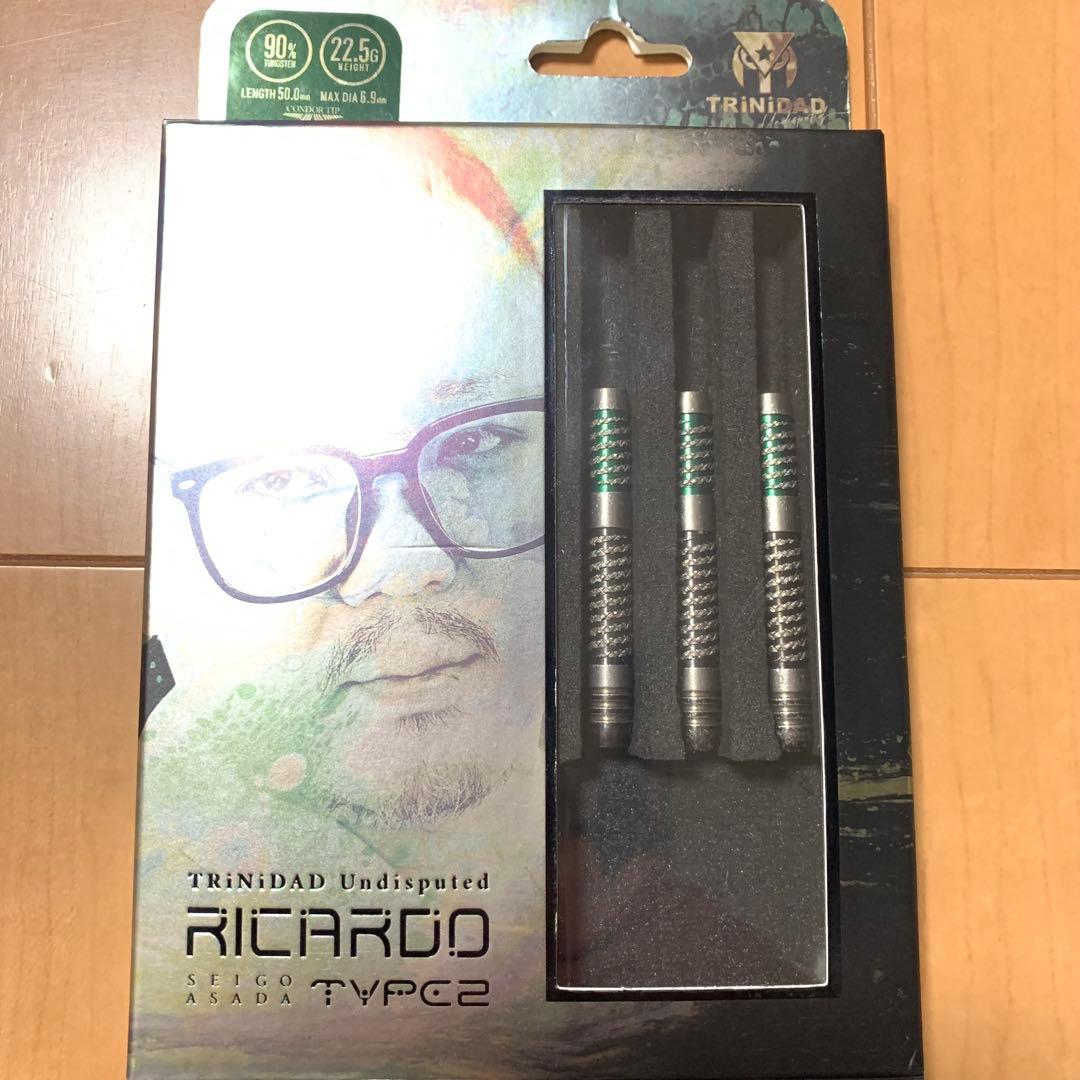 90%
TUNGSTEN
22.5G
WEIGHT
LENGTH 50.0mm MAX DIA 6.9mm
CONDOR TIP
TRiNiDAD
Undisputed
TRiNiDAD Undisputed
RICARDO
SEIGO
ASADA
TYPE2